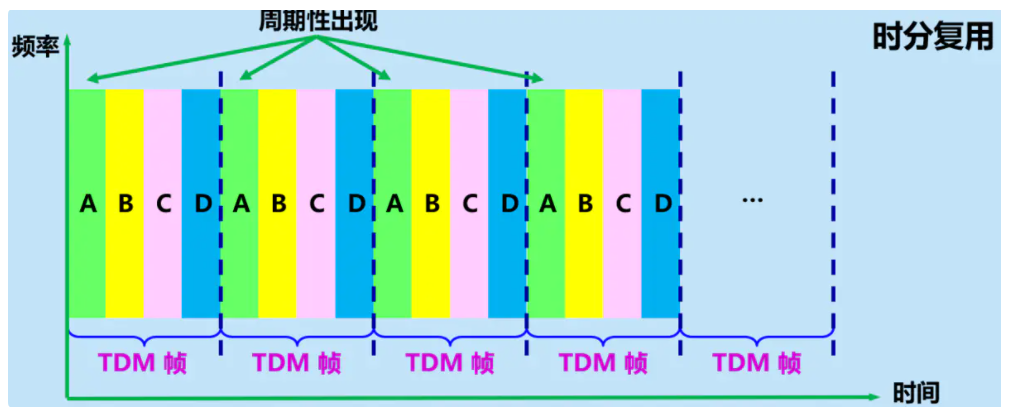 周期性出现
时分复用
频率
A B C D A B C D A B C D A B C D ...
TDM 帧 TDM 帧 TDM 帧 TDM 帧 TDM 帧
时间